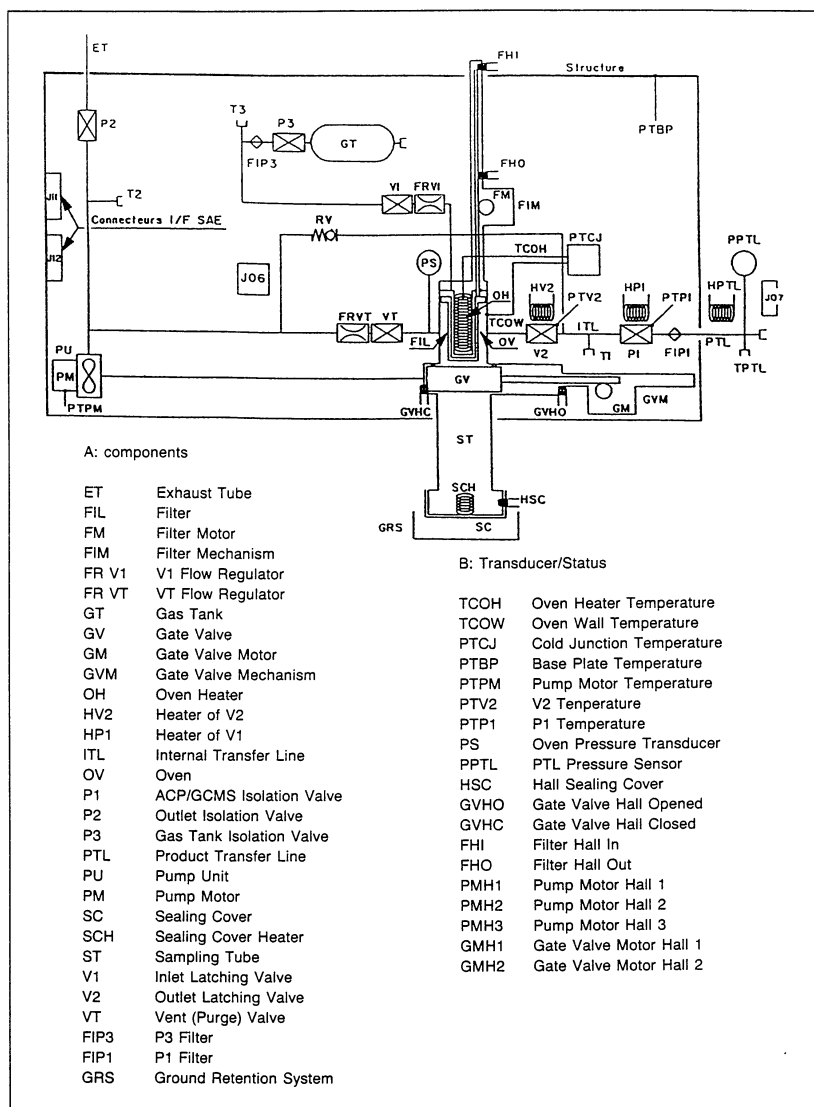 ET
FHI
Structure
P2
T3
P3
PTBP
GT
FIP3
FHO
J11
T2
VI
FRVI
FM
FIM
Connecteurs I/F SAE
RV
PPTL
J12
TCOH
PTCJ
PS
J06
OH
HV2
PTV2
HP1
PTP1
HPTL
J07
FRVT
VT
TCOW
ITL
FIL
OV
V2
TI
P1
FIP1
PTL
TPTL
PU
PM
GV
PTPM
GVHC
GVHO
GM
GVM
ST
SCH
HSC
GRS
SC
A: components
ET Exhaust Tube
FIL Filter
FM Filter Motor
FIM Filter Mechanism
FR V1 V1 Flow Regulator
FR VT VT Flow Regulator
GT Gas Tank
GV Gate Valve
GM Gate Valve Motor
GVM Gate Valve Mechanism
OH Oven Heater
HV2 Heater of V2
HP1 Heater of V1
ITL Internal Transfer Line
OV Oven
P1 ACP/GCMS Isolation Valve
P2 Outlet Isolation Valve
P3 Gas Tank Isolation Valve
PTL Product Transfer Line
PU Pump Unit
PM Pump Motor
SC Sealing Cover
SCH Sealing Cover Heater
ST Sampling Tube
V1 Inlet Latching Valve
V2 Outlet Latching Valve
VT Vent (Purge) Valve
FIP3 P3 Filter
FIP1 P1 Filter
GRS Ground Retention System
B: Transducer/Status
TCOH Oven Heater Temperature
TCOW Oven Wall Temperature
PTCJ Cold Junction Temperature
PTBP Base Plate Temperature
PTPM Pump Motor Temperature
PTV2 V2 Tenperature
PTP1 P1 Temperature
PS Oven Pressure Transducer
PPTL PTL Pressure Sensor
HSC Hall Sealing Cover
GVHO Gate Valve Hall Opened
GVHC Gate Valve Hall Closed
FHI Filter Hall In
FHO Filter Hall Out
PMH1 Pump Motor Hall 1
PMH2 Pump Motor Hall 2
PMH3 Pump Motor Hall 3
GMH1 Gate Valve Motor Hall 1
GMH2 Gate Valve Motor Hall 2